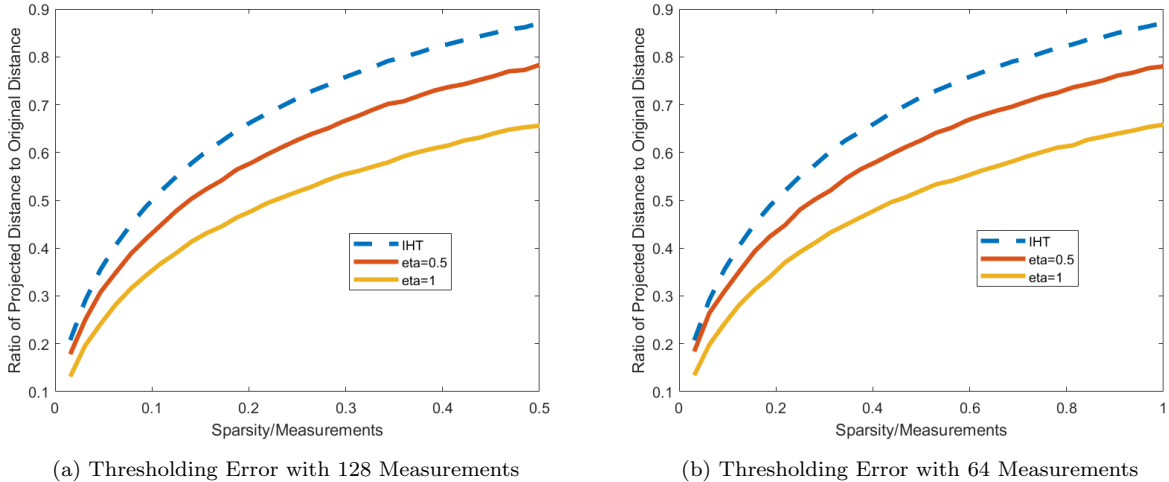 Ratio of Projected Distance to Original Distance
0.9
0.8
0.7
0.6
0.5
0.4
0.3
0.2
0.1
IHT
eta=0.5
eta=1
0 0.1 0.2 0.3 0.4 0.5
Sparsity/Measurements
(a) Thresholding Error with 128 Measurements
Ratio of Projected Distance to Original Distance
0.9
0.8
0.7
0.6
0.5
0.4
0.3
0.2
0.1
IHT
eta=0.5
eta=1
0 0.2 0.4 0.6 0.8 1
Sparsity/Measurements
(b) Thresholding Error with 64 Measurements